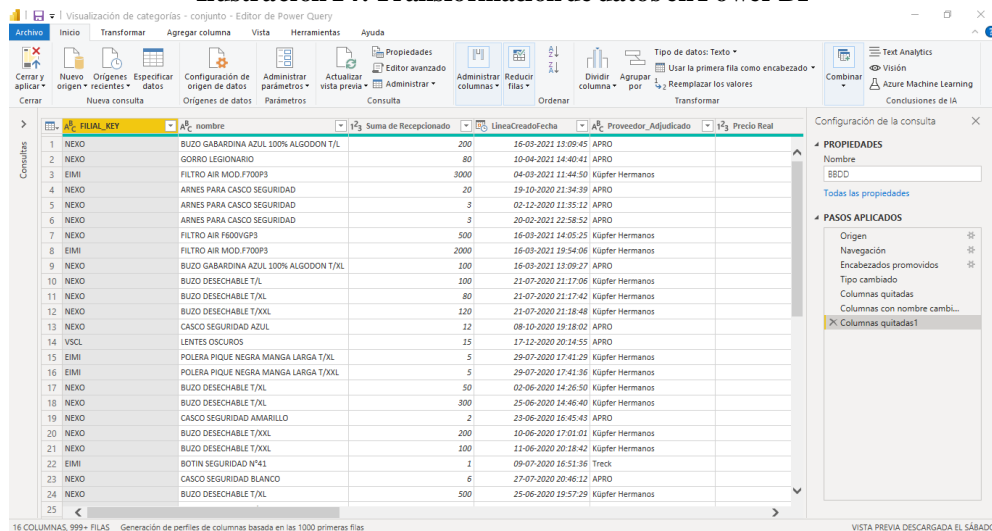 Visualización de categorías - conjunto - Editor de Power Query
Archivo Inicio Transformar Agregar columna Vista Herramientas Ayuda
Cerrar y aplicar
Nuevo origen
Orígenes recientes
Especificar datos
Configuración de origen de datos
Administrar parámetros
Actualizar vista previa
Propiedades
Editor avanzado
Administrar
Administrar columnas
Reducir filas
Dividir columna
Agrupar por
Tipo de datos: Texto
Usar la primera fila como encabezado
Reemplazar los valores
Combinar
Text Analytics
Visión
Azure Machine Learning
Cerrar Nueva consulta Orígenes de datos Parámetros Consulta Ordenar Transformar Conclusiones de IA
Consultas
FILIAL_KEY nombre Suma de Recepcionado LineaCreadoFecha Proveedor_Adjudicado Precio Real
1 NEXO BUZO GABARDINA AZUL 100% ALGODON T/L 200 16-03-2021 13:09:45 APRO
2 NEXO GORRO LEGIONARIO 80 10-04-2021 14:40:41 APRO
3 EIMI FILTRO AIR MOD.F700P3 3000 04-03-2021 11:44:50 Küpfer Hermanos
4 NEXO ARNES PARA CASCO SEGURIDAD 20 19-10-2020 21:34:39 APRO
5 NEXO ARNES PARA CASCO SEGURIDAD 3 02-12-2020 11:35:12 APRO
6 NEXO ARNES PARA CASCO SEGURIDAD 3 20-02-2021 22:58:52 APRO
7 NEXO FILTRO AIR F600VGP3 500 16-03-2021 14:05:25 Küpfer Hermanos
8 EIMI FILTRO AIR MOD.F700P3 2000 16-03-2021 19:54:06 Küpfer Hermanos
9 NEXO BUZO GABARDINA AZUL 100% ALGODON T/XL 100 16-03-2021 13:09:27 APRO
10 NEXO BUZO DESECHABLE T/L 100 21-07-2020 21:17:06 Küpfer Hermanos
11 NEXO BUZO DESECHABLE T/XL 80 21-07-2020 21:17:42 Küpfer Hermanos
12 NEXO BUZO DESECHABLE T/XXL 120 21-07-2020 21:18:48 Küpfer Hermanos
13 NEXO CASCO SEGURIDAD AZUL 12 08-10-2020 19:18:02 APRO
14 VSCL LENTES OSCUROS 15 17-12-2020 20:14:55 APRO
15 EIMI POLERA PIQUE NEGRA MANGA LARGA T/XL 5 29-07-2020 17:41:29 Küpfer Hermanos
16 EIMI POLERA PIQUE NEGRA MANGA LARGA T/XXL 5 29-07-2020 17:41:36 Küpfer Hermanos
17 NEXO BUZO DESECHABLE T/XL 50 02-06-2020 14:26:50 Küpfer Hermanos
18 NEXO BUZO DESECHABLE T/XL 300 25-06-2020 14:46:40 Küpfer Hermanos
19 NEXO CASCO SEGURIDAD AMARILLO 2 23-06-2020 16:45:43 APRO
20 NEXO BUZO DESECHABLE T/XXL 200 10-06-2020 17:01:01 Küpfer Hermanos
21 NEXO BUZO DESECHABLE T/XXL 100 11-06-2020 20:18:42 Küpfer Hermanos
22 EIMI BOTIN SEGURIDAD N°41 1 09-07-2020 16:51:36 Treck
23 NEXO CASCO SEGURIDAD BLANCO 6 27-07-2020 20:46:12 APRO
24 NEXO BUZO DESECHABLE T/XL 500 25-06-2020 19:57:29 Küpfer Hermanos
25
Configuración de la consulta
PROPIEDADES
Nombre
BBDD
Todas las propiedades
PASOS APLICADOS
Origen
Navegación
Encabezados promovidos
Tipo cambiado
Columnas quitadas
Columnas con nombre cambi...
Columnas quitadas1
16 COLUMNAS, 999+ FILAS Generación de perfiles de columnas basada en las 1000 primeras filas
VISTA PREVIA DESCARGADA EL SÁBADO